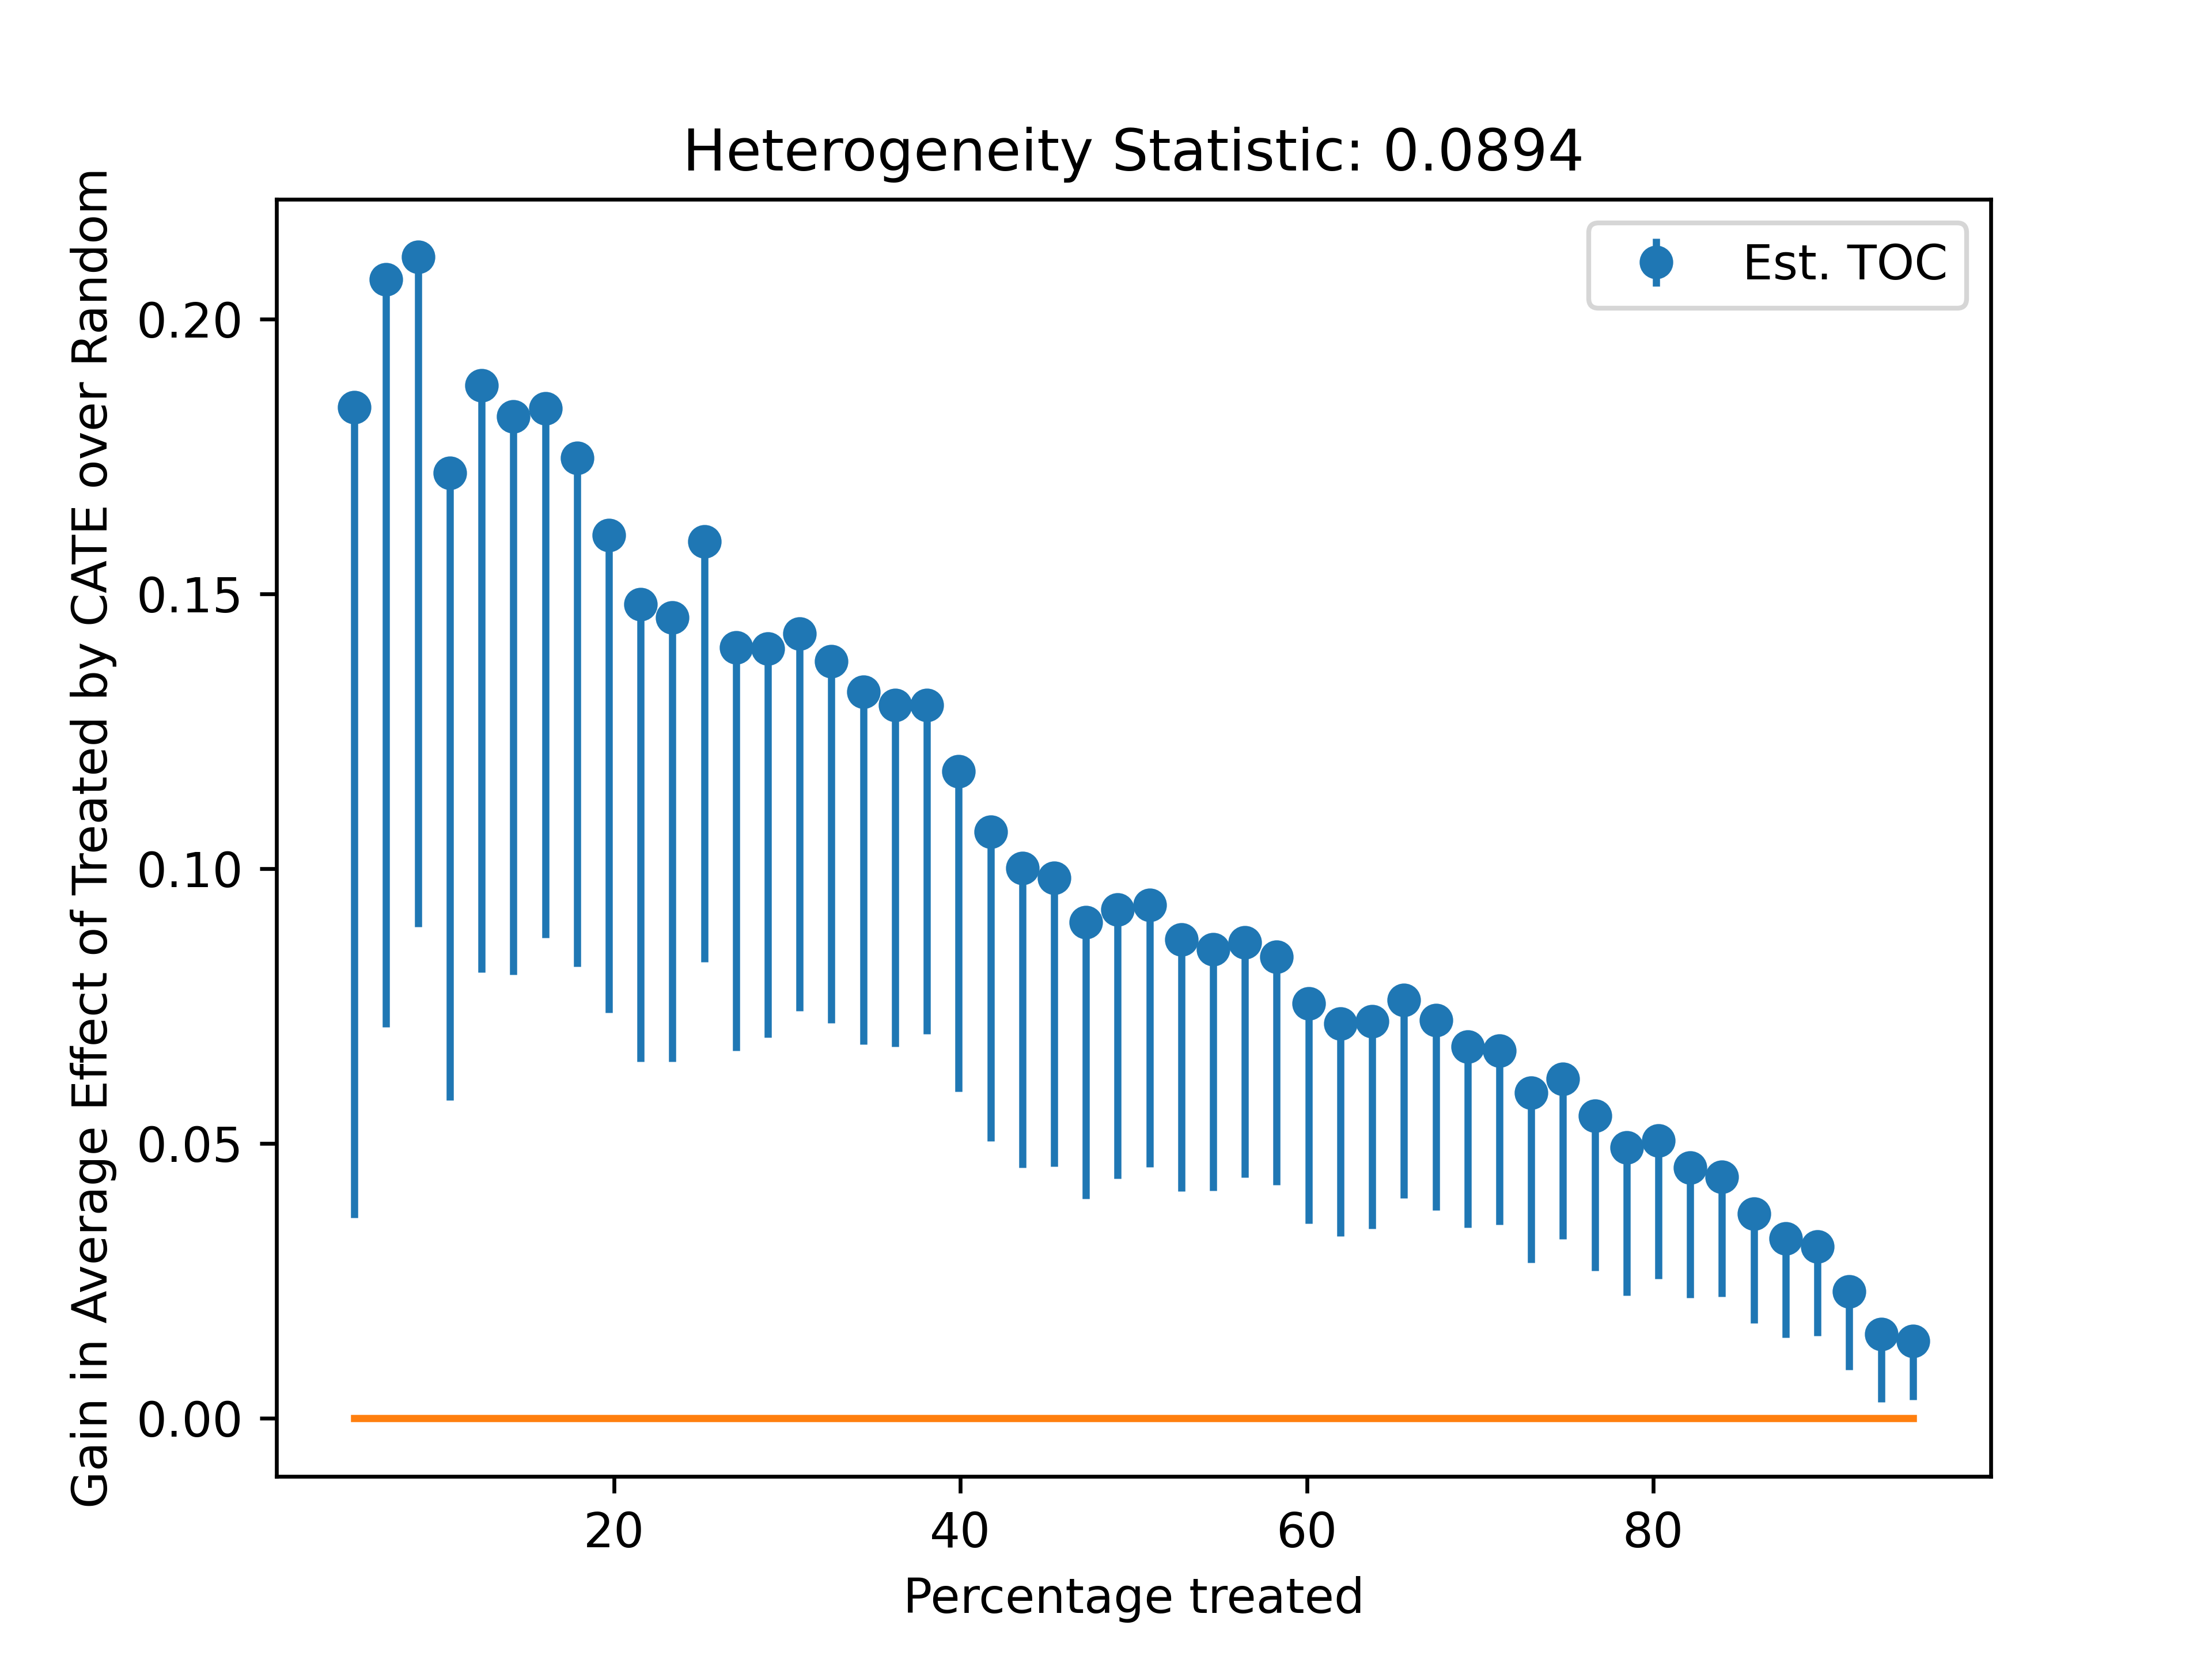 Heterogeneity Statistic: 0.0894
Est. TOC
Gain in Average Effect of Treated by CATE over Random
0.20
0.15
0.10
0.05
0.00
20
40
60
80
Percentage treated